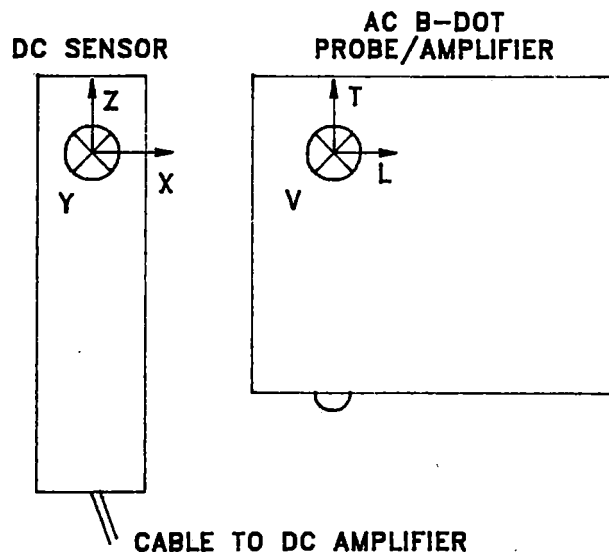 AC B-DOT
PROBE/AMPLIFIER
DC SENSOR
Z
X
Y
T
L
V
CABLE TO DC AMPLIFIER